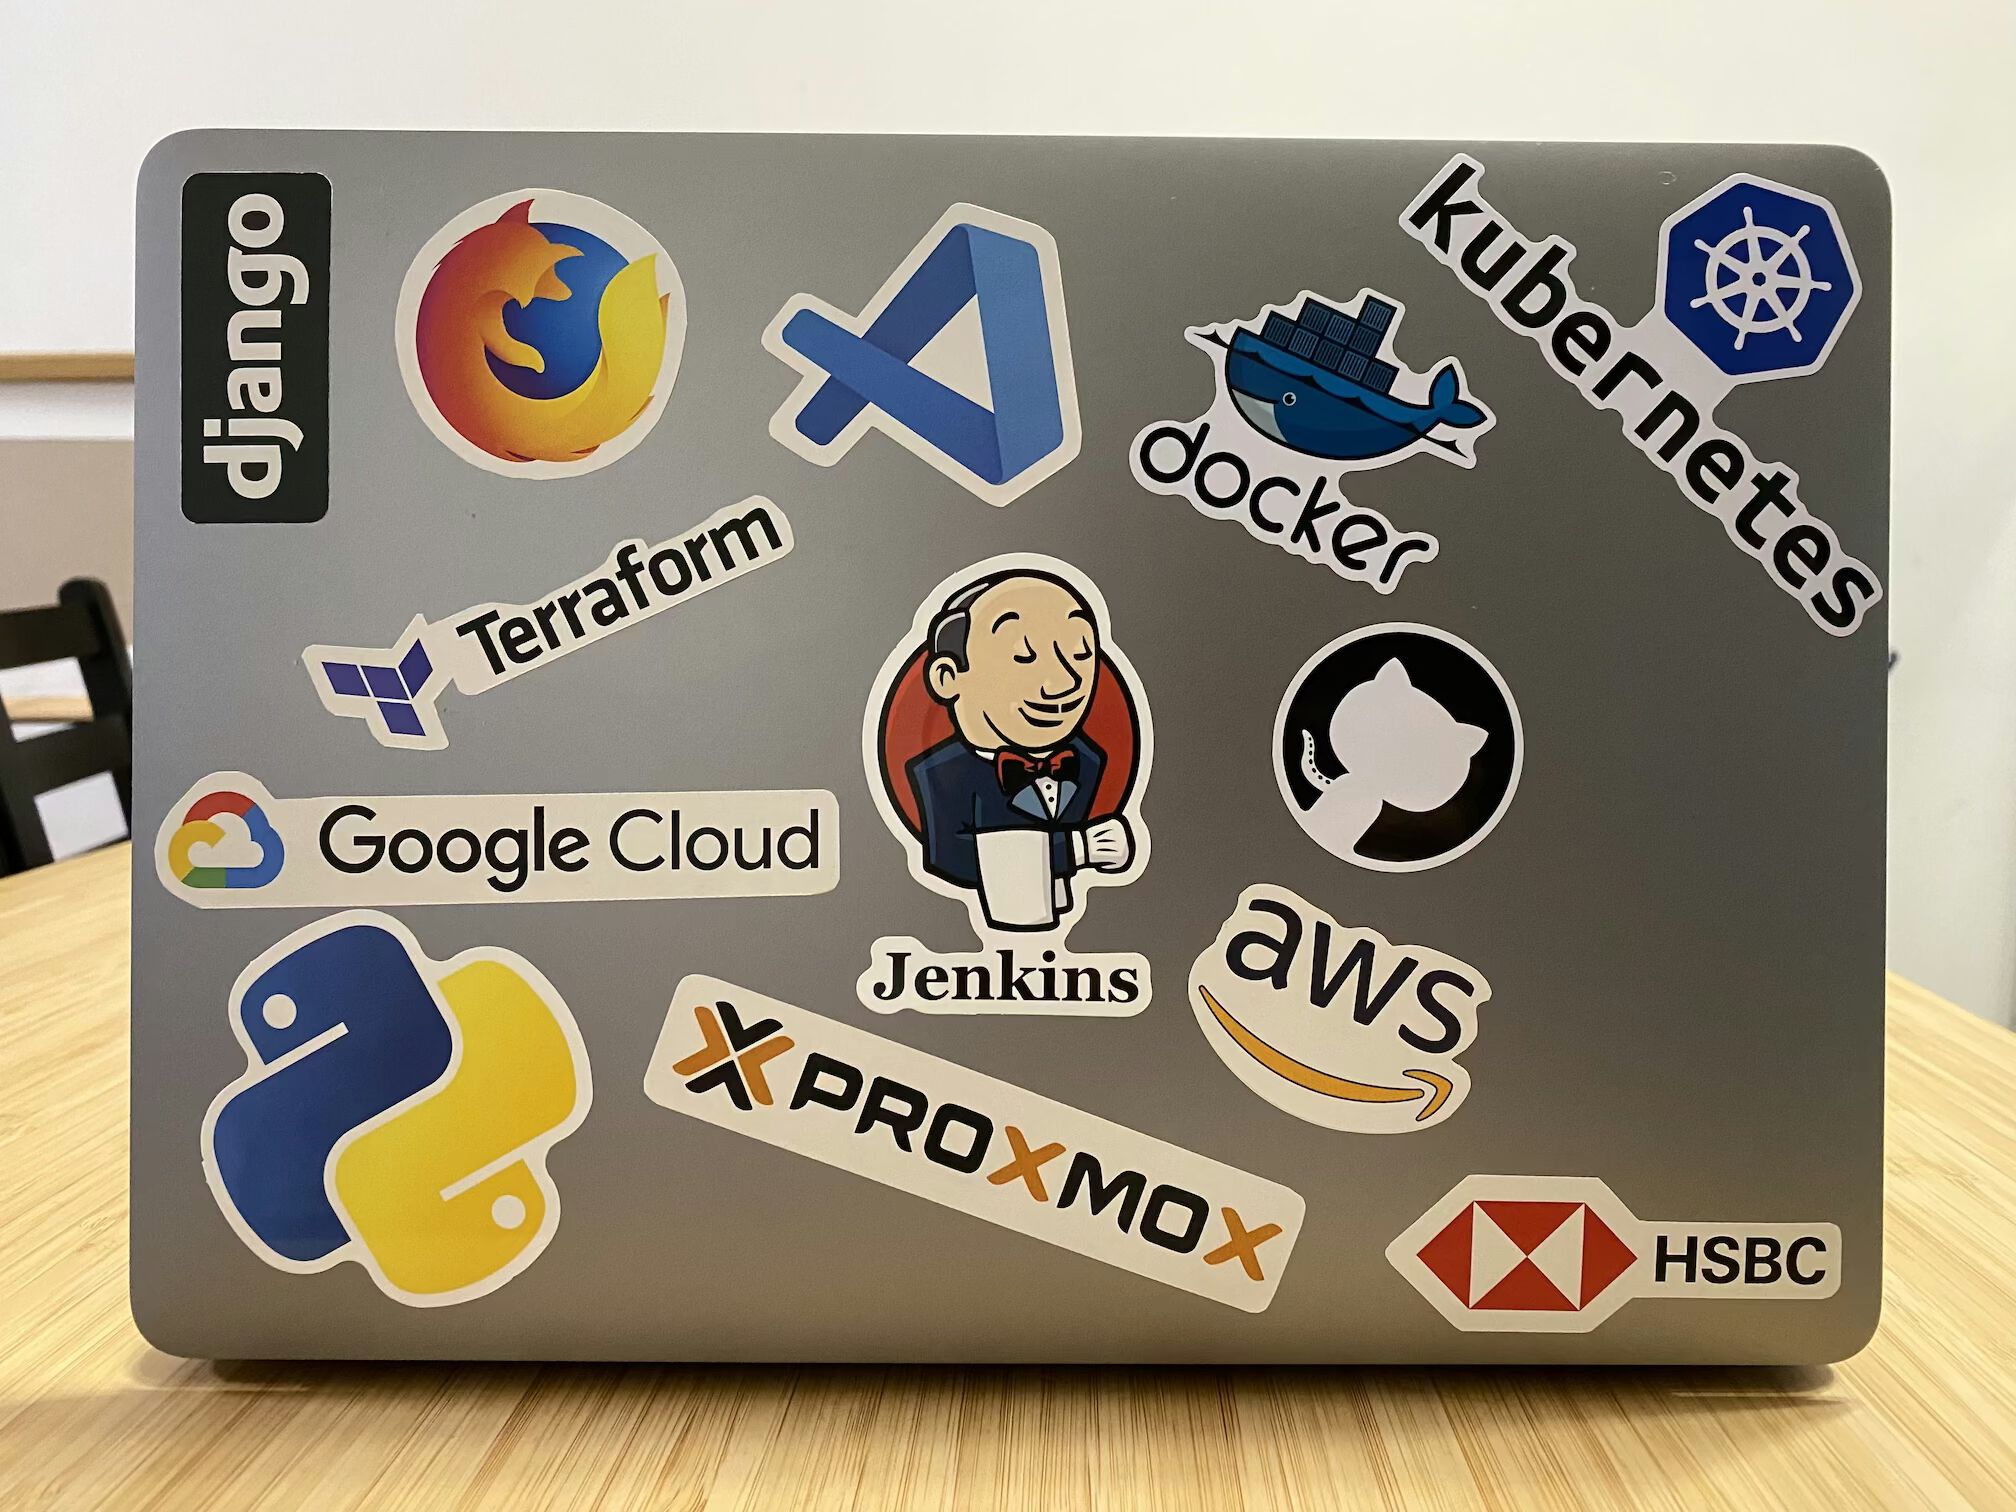 django
kubernetes
docker
Terraform
Google Cloud
Jenkins
aws
PROXMOX
HSBC